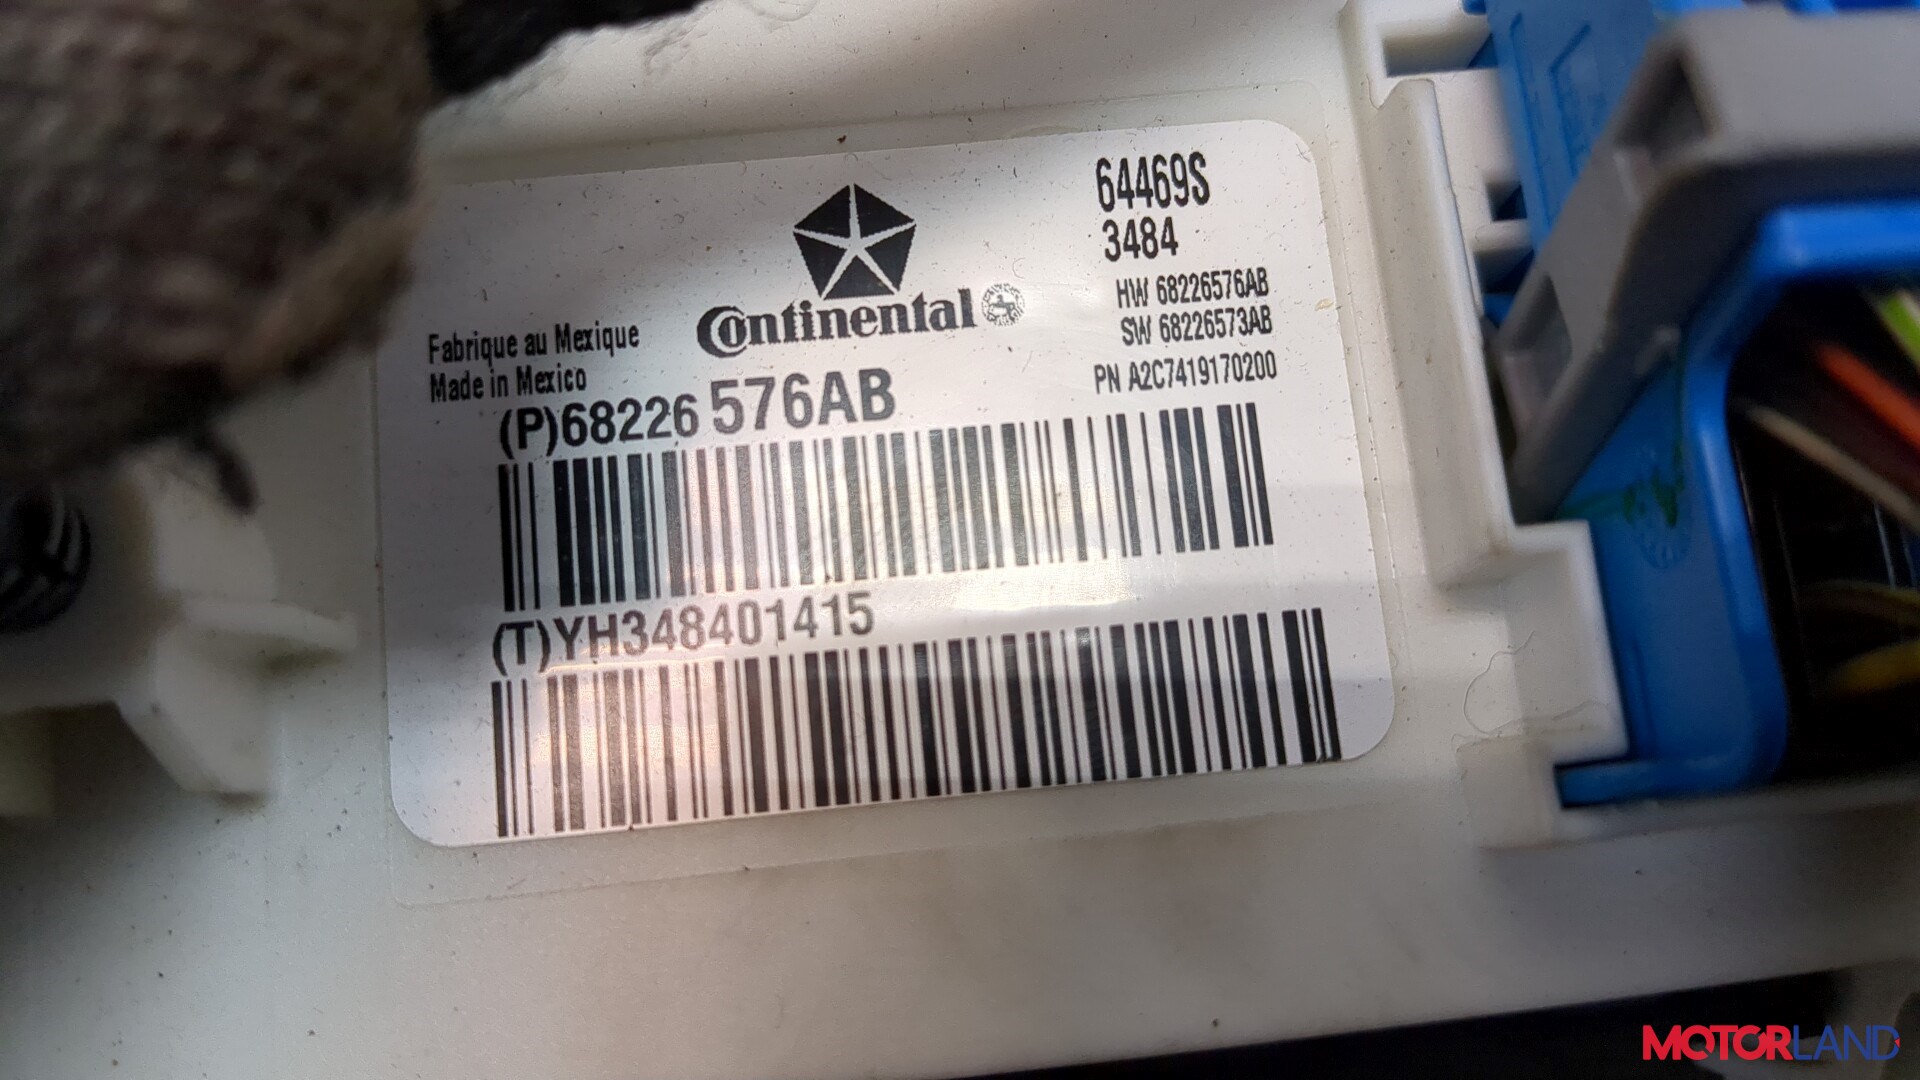 64469S
3484
HW 68226576AB
SW 68226573AB
PN A2C7419170200
Continental
Fabrique au Mexique
Made in Mexico
(P)68226 576AB
(T)YH348401415
MOTORLAND